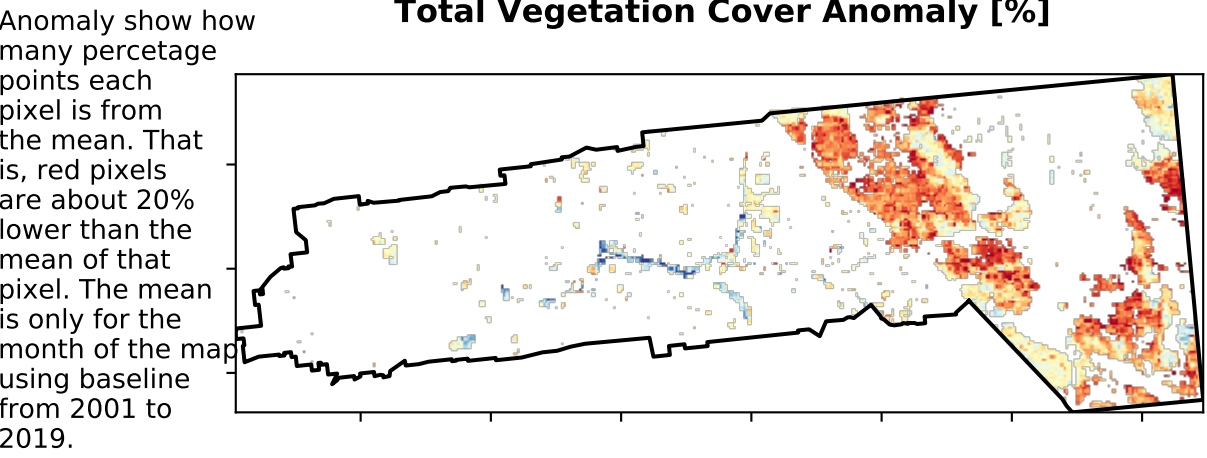 Total Vegetation Cover Anomaly [%]
Anomaly show how
many percetage
points each
pixel is from
the mean. That
is, red pixels
are about 20%
lower than the
mean of that
pixel. The mean
is only for the
month of the map
using baseline
from 2001 to
2019.